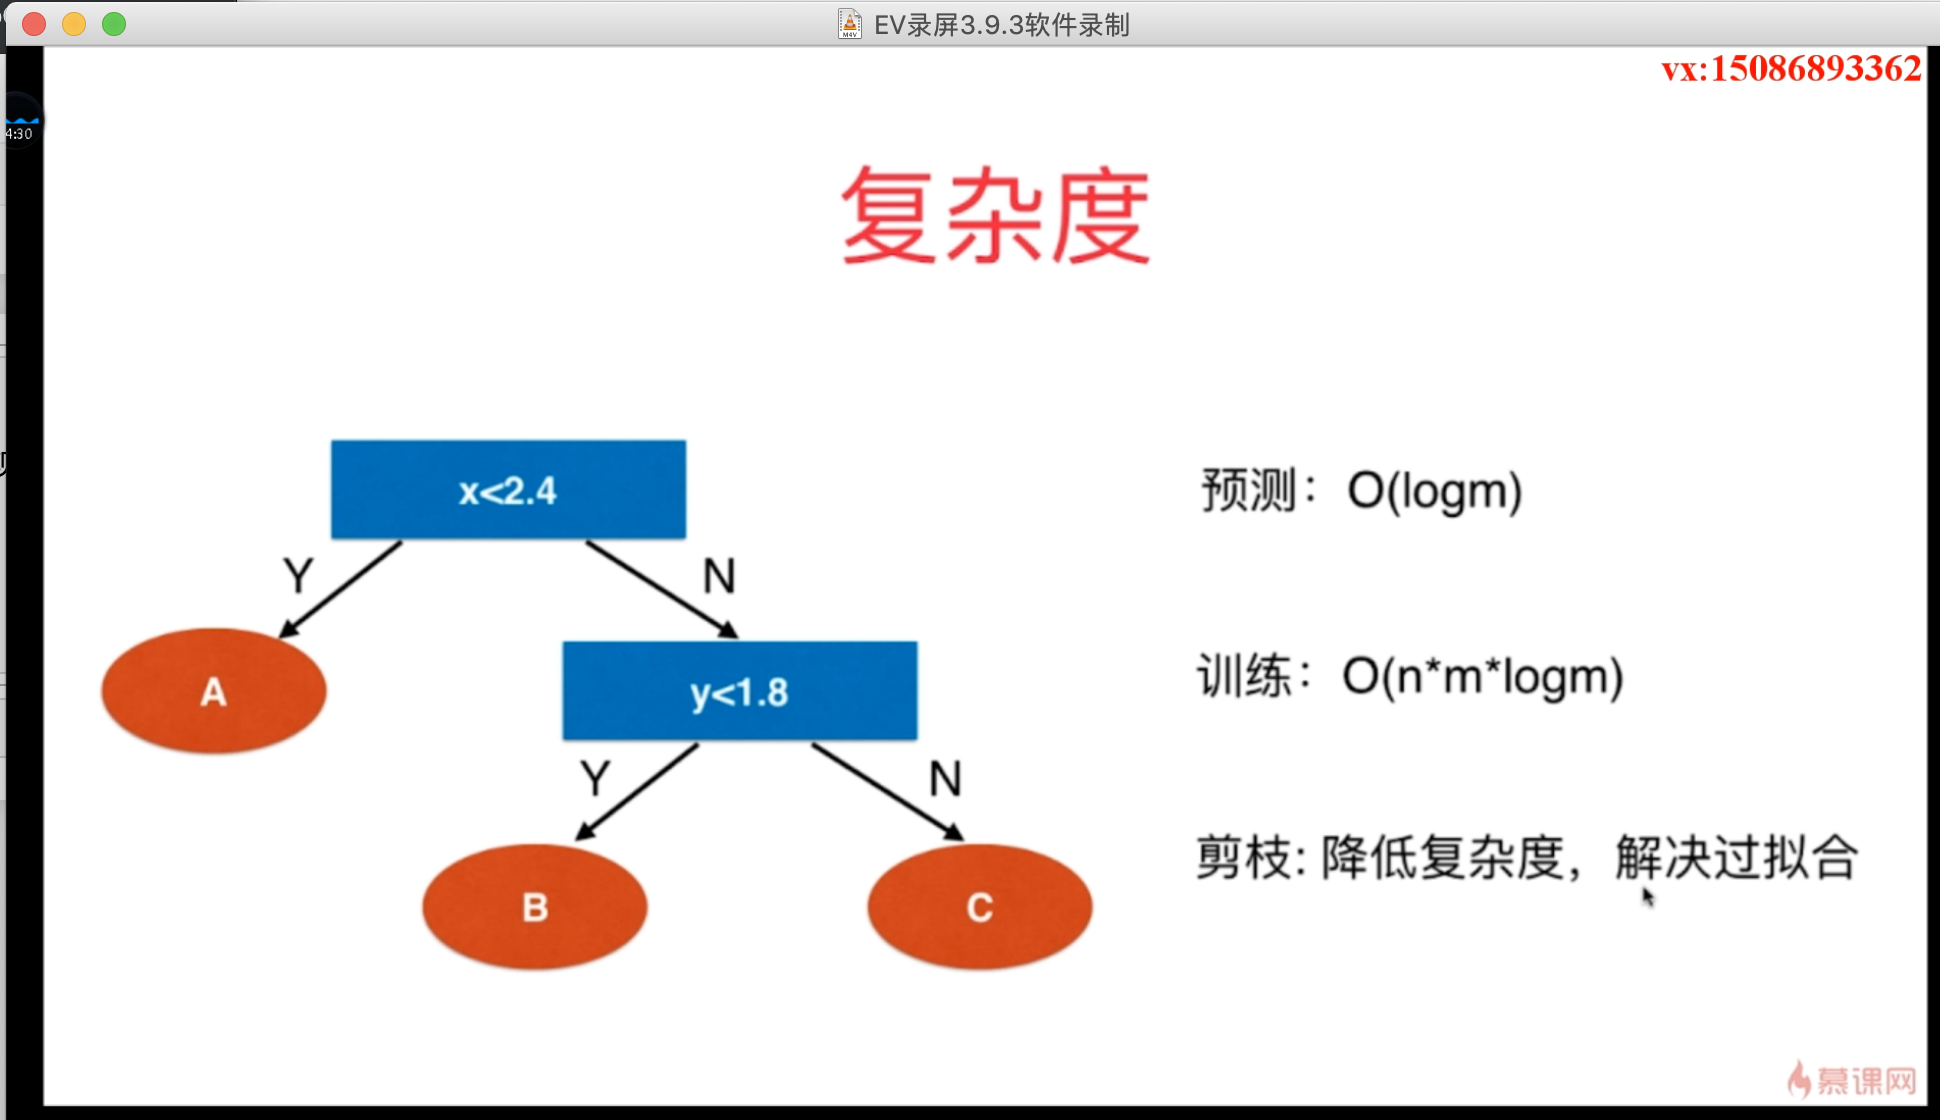 EV录屏3.9.3软件录制
vx:15086893362
4:30
复杂度
x<2.4
Y
N
A
y<1.8
Y
N
B
C
预测：O(logm)
训练：O(n*m*logm)
剪枝: 降低复杂度，解决过拟合
慕课网